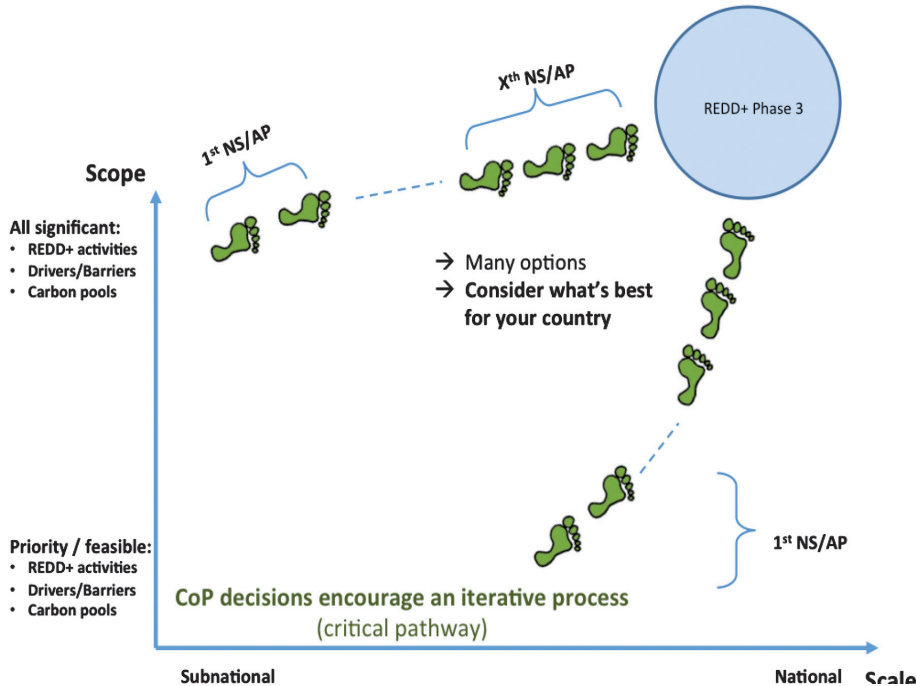 Xth NS/AP
REDD+ Phase 3
1st NS/AP
Scope
All significant:
• REDD+ activities
• Drivers/Barriers
• Carbon pools
→ Many options
→ Consider what's best
for your country
1st NS/AP
Priority / feasible:
• REDD+ activities
• Drivers/Barriers
• Carbon pools
CoP decisions encourage an iterative process
(critical pathway)
Subnational
National
Scale